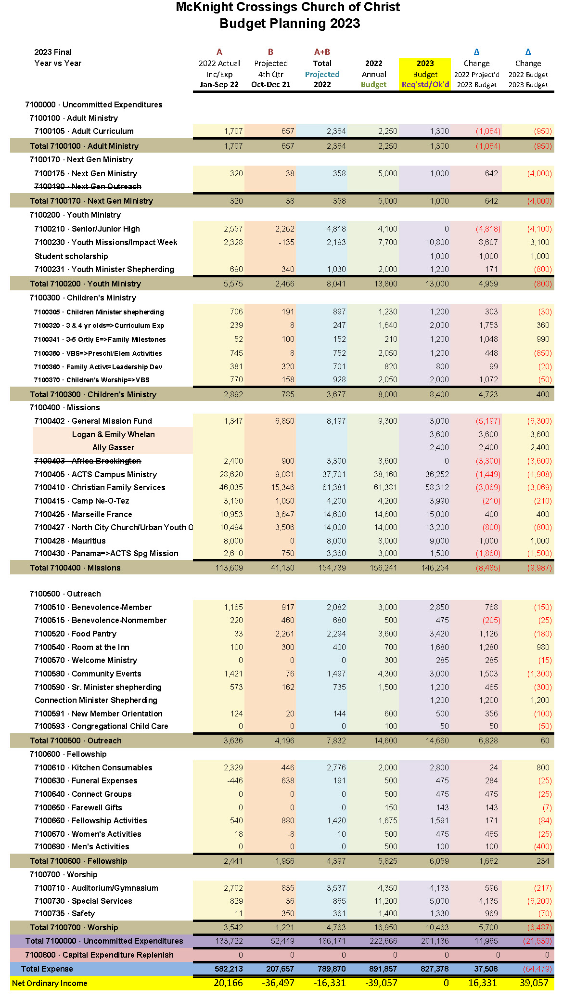 McKnight Crossings Church of Christ
Budget Planning 2023
2023 Final A B A+B Δ Δ
Year vs Year 2022 Actual Projected Total 2022 2023 Change Change
Inc/Exp 4th Qtr Projected Annual Budget 2022 Project'd 2022 Budget
Jan-Sep 22 Oct-Dec 21 2022 Budget Req'std/Ok'd 2023 Budget 2023 Budget
7100000 · Uncommitted Expenditures
7100100 · Adult Ministry
7100105 · Adult Curriculum 1,707 657 2,364 2,250 1,300 (1,064) (950)
Total 7100100 · Adult Ministry 1,707 657 2,364 2,250 1,300 (1,064) (950)
7100170 · Next Gen Ministry
7100175 · Next Gen Ministry 320 38 358 5,000 1,000 642 (4,000)
7100180 · Next Gen Outreach
Total 7100170 · Next Gen Ministry 320 38 358 5,000 1,000 642 (4,000)
7100200 · Youth Ministry
7100210 · Senior/Junior High 2,557 2,262 4,818 4,100 0 (4,818) (4,100)
7100230 · Youth Missions/Impact Week 2,328 -135 2,193 7,700 10,800 8,607 3,100
Student scholarship 1,000 1,000 1,000
7100231 · Youth Minister Shepherding 690 340 1,030 2,000 1,200 171 (800)
Total 7100200 · Youth Ministry 5,575 2,466 8,041 13,800 13,000 4,959 (800)
7100300 · Children's Ministry
7100305 · Children Minister shepherding 706 191 897 1,230 1,200 303 (30)
7100320 · 3 & 4 yr olds=>Curriculum Exp 239 8 247 1,640 2,000 1,753 360
7100341 · 3-5 Qrtly E=>Family Milestones 52 100 152 210 1,200 1,048 990
7100350 · VBS=>Preschl/Elem Activities 745 8 752 2,050 1,200 448 (850)
7100360 · Family Activt=Leadership Dev 381 320 701 820 800 99 (20)
7100370 · Children's Worship=>VBS 770 158 928 2,050 2,000 1,072 (50)
Total 7100300 · Children's Ministry 2,892 785 3,677 8,000 8,400 4,723 400
7100400 · Missions
7100402 · General Mission Fund 1,347 6,850 8,197 9,300 3,000 (5,197) (6,300)
Logan & Emily Whelan 3,600 3,600 3,600
Ally Gasser 2,400 2,400 2,400
7100403 · Africa Brockington 2,400 900 3,300 3,600 0 (3,300) (3,600)
7100405 · ACTS Campus Ministry 28,620 9,081 37,701 38,160 36,252 (1,449) (1,908)
7100410 · Christian Family Services 46,035 15,346 61,381 61,381 58,312 (3,069) (3,069)
7100415 · Camp Ne-O-Tez 3,150 1,050 4,200 4,200 3,990 (210) (210)
7100425 · Marseille France 10,953 3,647 14,600 14,600 15,000 400 400
7100427 · North City Church/Urban Youth O 10,494 3,506 14,000 14,000 13,200 (800) (800)
7100428 · Mauritius 8,000 0 8,000 8,000 9,000 1,000 1,000
7100430 · Panama=>ACTS Spg Mission 2,610 750 3,360 3,000 1,500 (1,860) (1,500)
Total 7100400 · Missions 113,609 41,130 154,739 156,241 146,254 (8,485) (9,987)
7100500 · Outreach
7100510 · Benevolence-Member 1,165 917 2,082 3,000 2,850 768 (150)
7100515 · Benevolence-Nonmember 220 460 680 500 475 (205) (25)
7100520 · Food Pantry 33 2,261 2,294 3,600 3,420 1,126 (180)
7100540 · Room at the Inn 100 300 400 700 1,680 1,280 980
7100570 · Welcome Ministry 0 0 0 300 285 285 (15)
7100580 · Community Events 1,421 76 1,497 4,300 3,000 1,503 (1,300)
7100590 · Sr. Minister shepherding 573 162 735 1,500 1,200 465 (300)
Connection Minister Shepherding 1,200 1,200 1,200
7100591 · New Member Orientation 124 20 144 600 500 356 (100)
7100593 · Congregational Child Care 0 0 0 100 50 50 (50)
Total 7100500 · Outreach 3,636 4,196 7,832 14,600 14,660 6,828 60
7100600 · Fellowship
7100610 · Kitchen Consumables 2,329 446 2,776 2,000 2,800 24 800
7100630 · Funeral Expenses -446 638 191 500 475 284 (25)
7100640 · Connect Groups 0 0 0 500 475 475 (25)
7100650 · Farewell Gifts 0 0 0 150 143 143 (7)
7100660 · Fellowship Activities 540 880 1,420 1,675 1,591 171 (84)
7100670 · Women's Activities 18 -8 10 500 475 465 (25)
7100680 · Men's Activities 0 0 0 500 100 100 (400)
Total 7100600 · Fellowship 2,441 1,956 4,397 5,825 6,059 1,662 234
7100700 · Worship
7100710 · Auditorium/Gymnasium 2,702 835 3,537 4,350 4,133 596 (217)
7100730 · Special Services 829 36 865 11,200 5,000 4,135 (6,200)
7100735 · Safety 11 350 361 1,400 1,330 969 (70)
Total 7100700 · Worship 3,542 1,221 4,763 16,950 10,463 5,700 (6,487)
Total 7100000 · Uncommitted Expenditures 133,722 52,449 186,171 222,666 201,136 14,965 (21,530)
7100800 · Capital Expenditure Replenish 0 0 0 0 0 0 0
Total Expense 582,213 207,657 789,870 891,857 827,378 37,508 (64,479)
Net Ordinary Income 20,166 -36,497 -16,331 -39,057 0 16,331 39,057